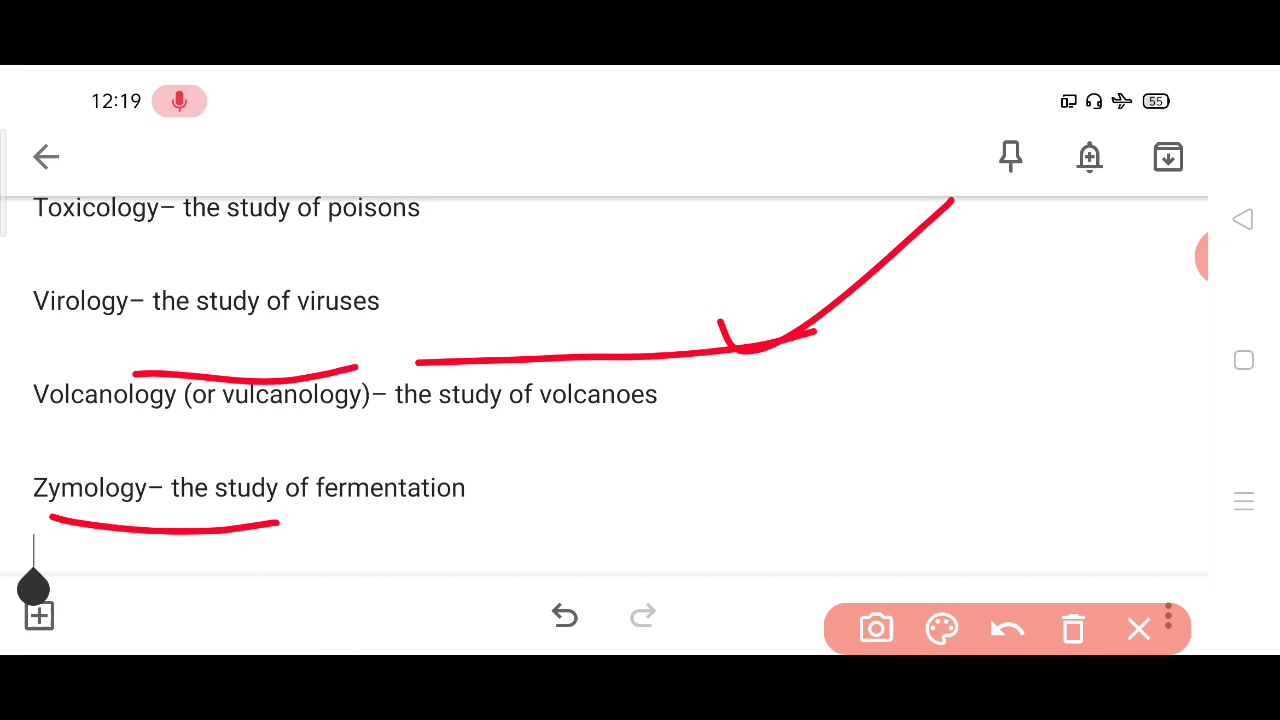 12:19
55
Toxicology– the study of poisons
Virology– the study of viruses
Volcanology (or vulcanology)– the study of volcanoes
Zymology– the study of fermentation